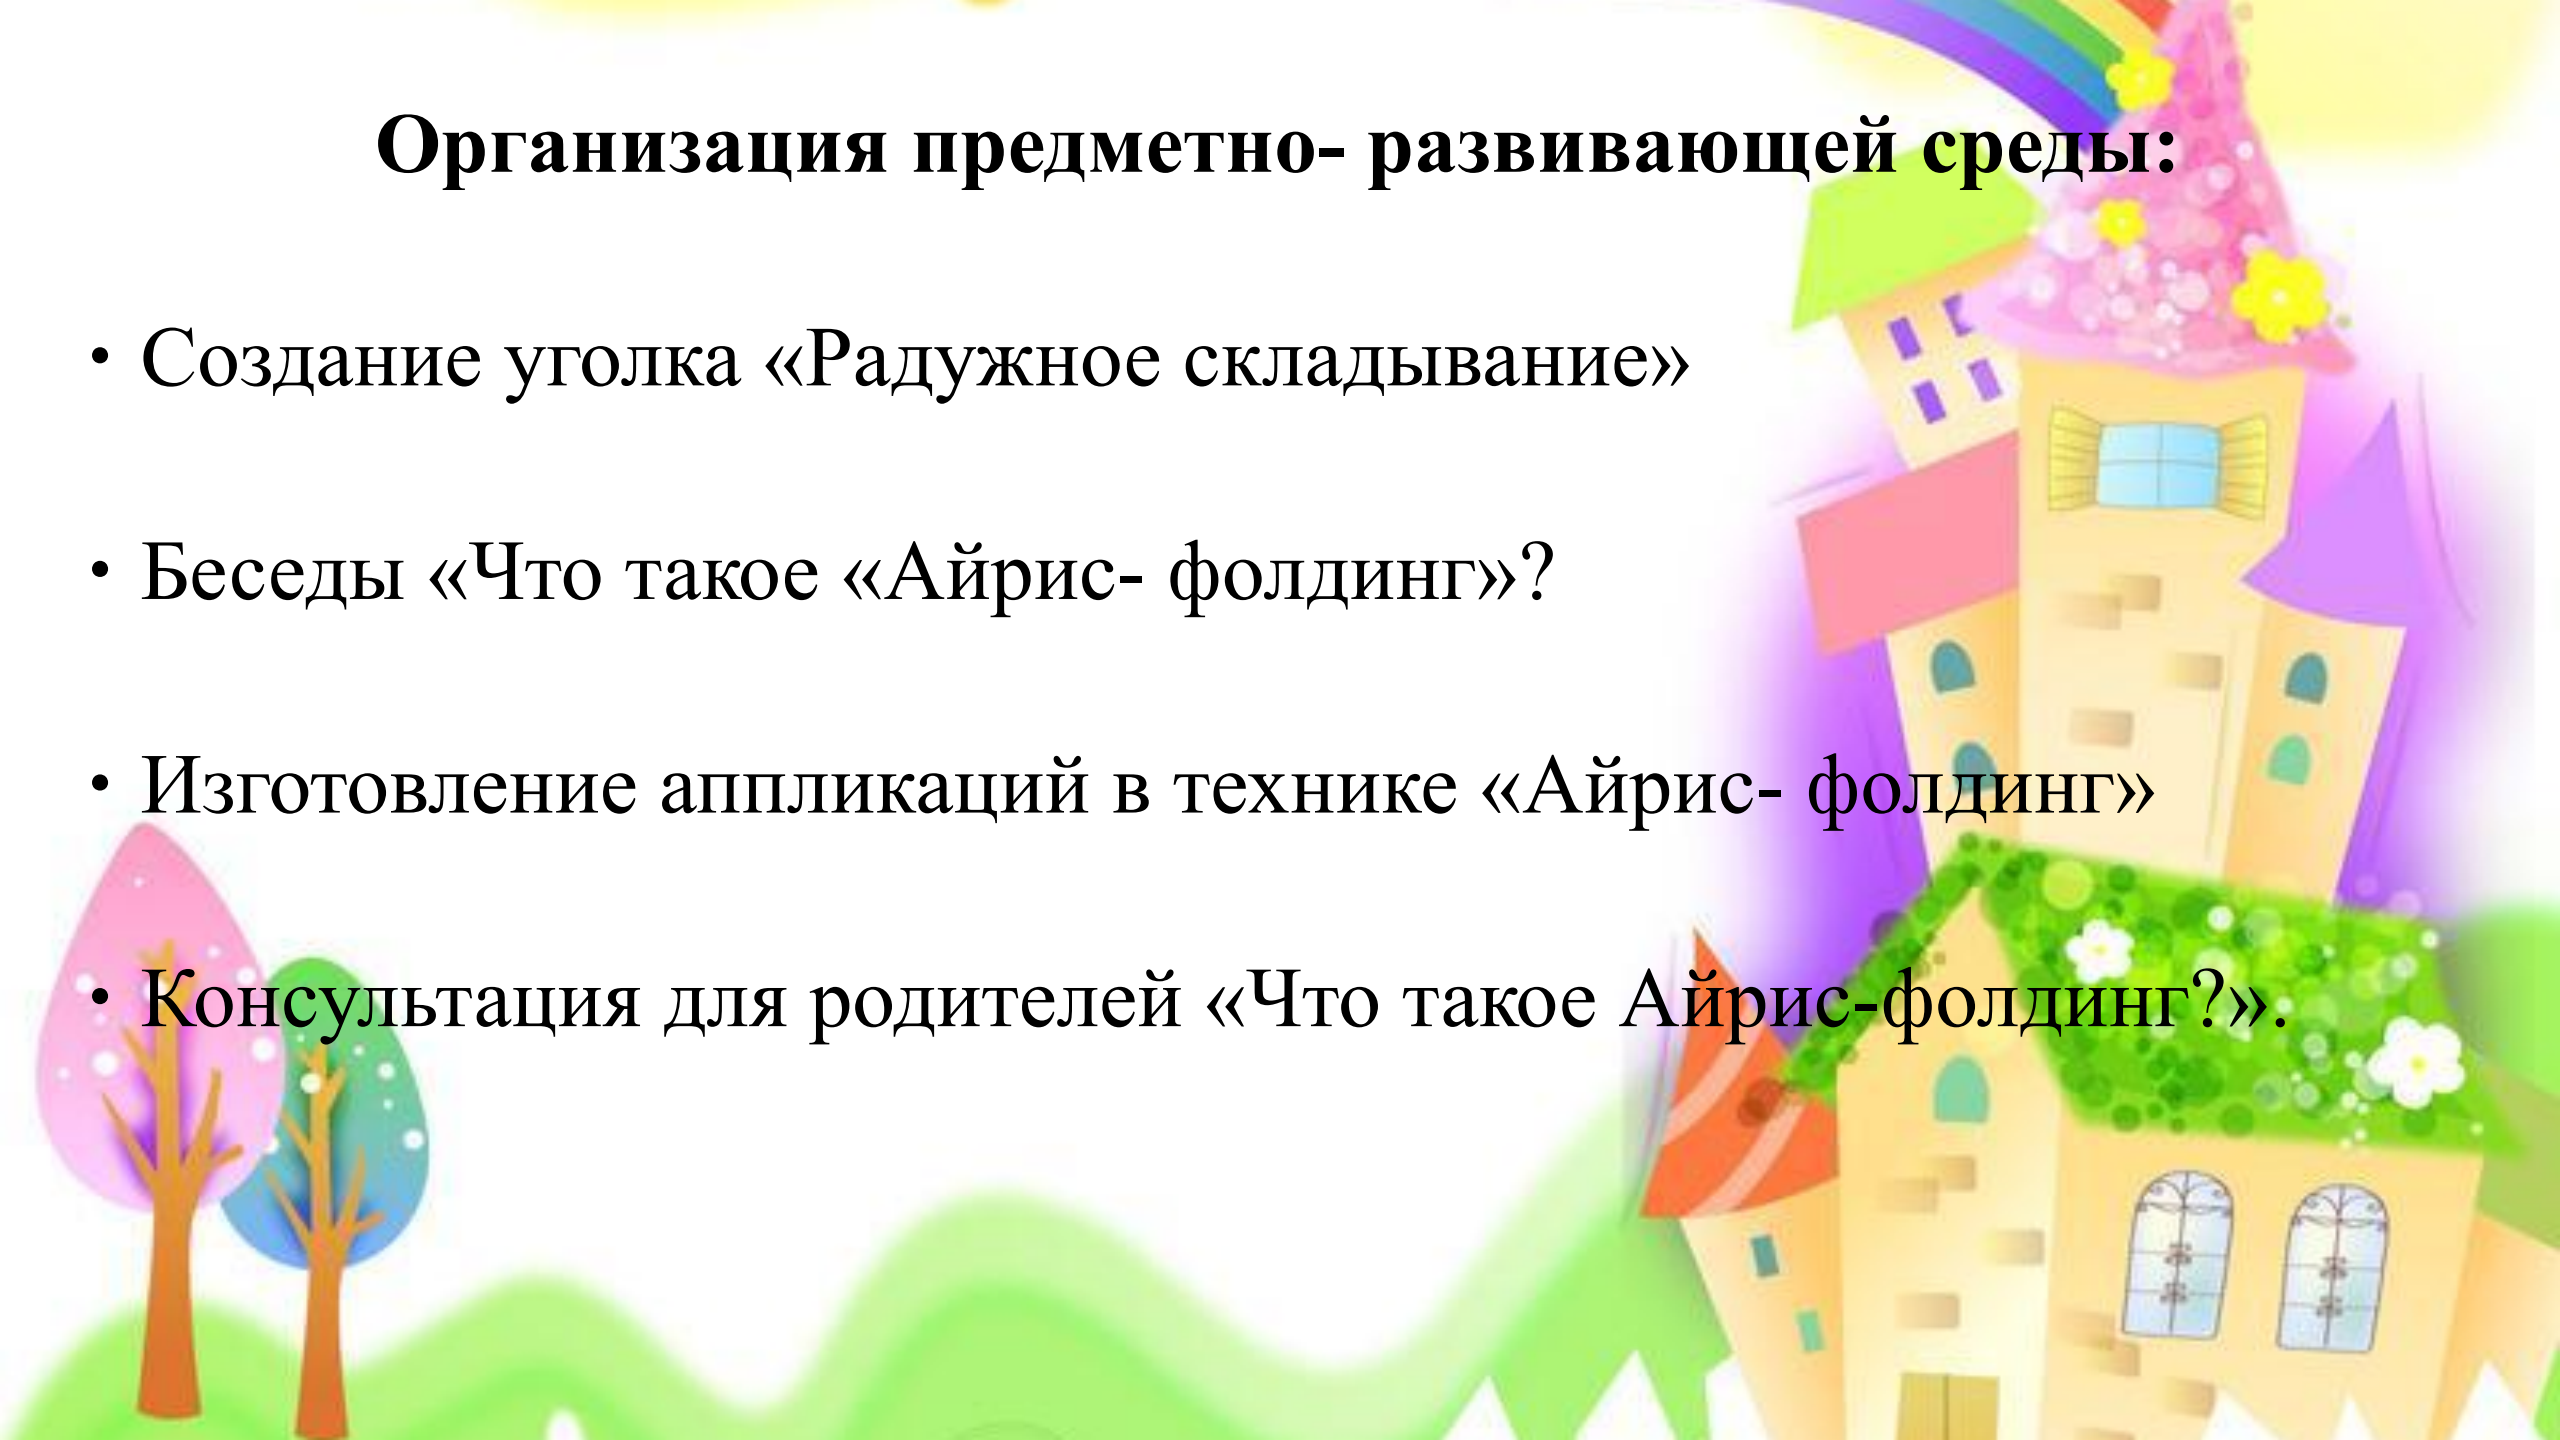 Организация предметно- развивающей среды:
• Создание уголка «Радужное складывание»
• Беседы «Что такое «Айрис- фолдинг»?
• Изготовление аппликаций в технике «Айрис- фолдинг»
• Консультация для родителей «Что такое Айрис-фолдинг?».